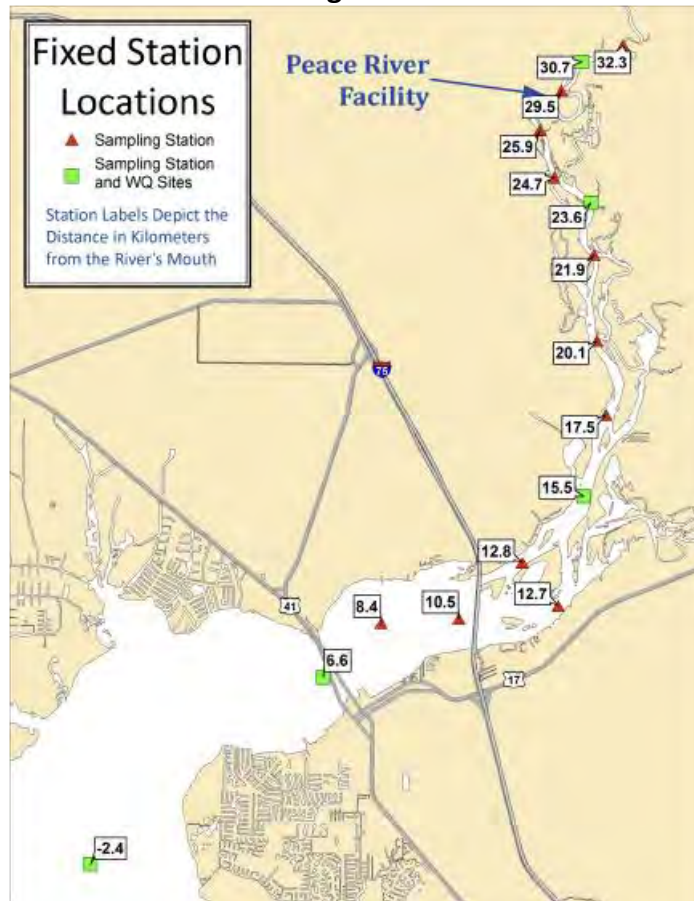 Fixed Station
Locations
Sampling Station
Sampling Station
and WQ Sites
Station Labels Depict the
Distance in Kilometers
from the River's Mouth
Peace River
Facility
30.7
32.3
29.5
25.9
24.7
23.6
21.9
20.1
75
17.5
15.5
12.8
12.7
10.5
8.4
41
6.6
17
-2.4